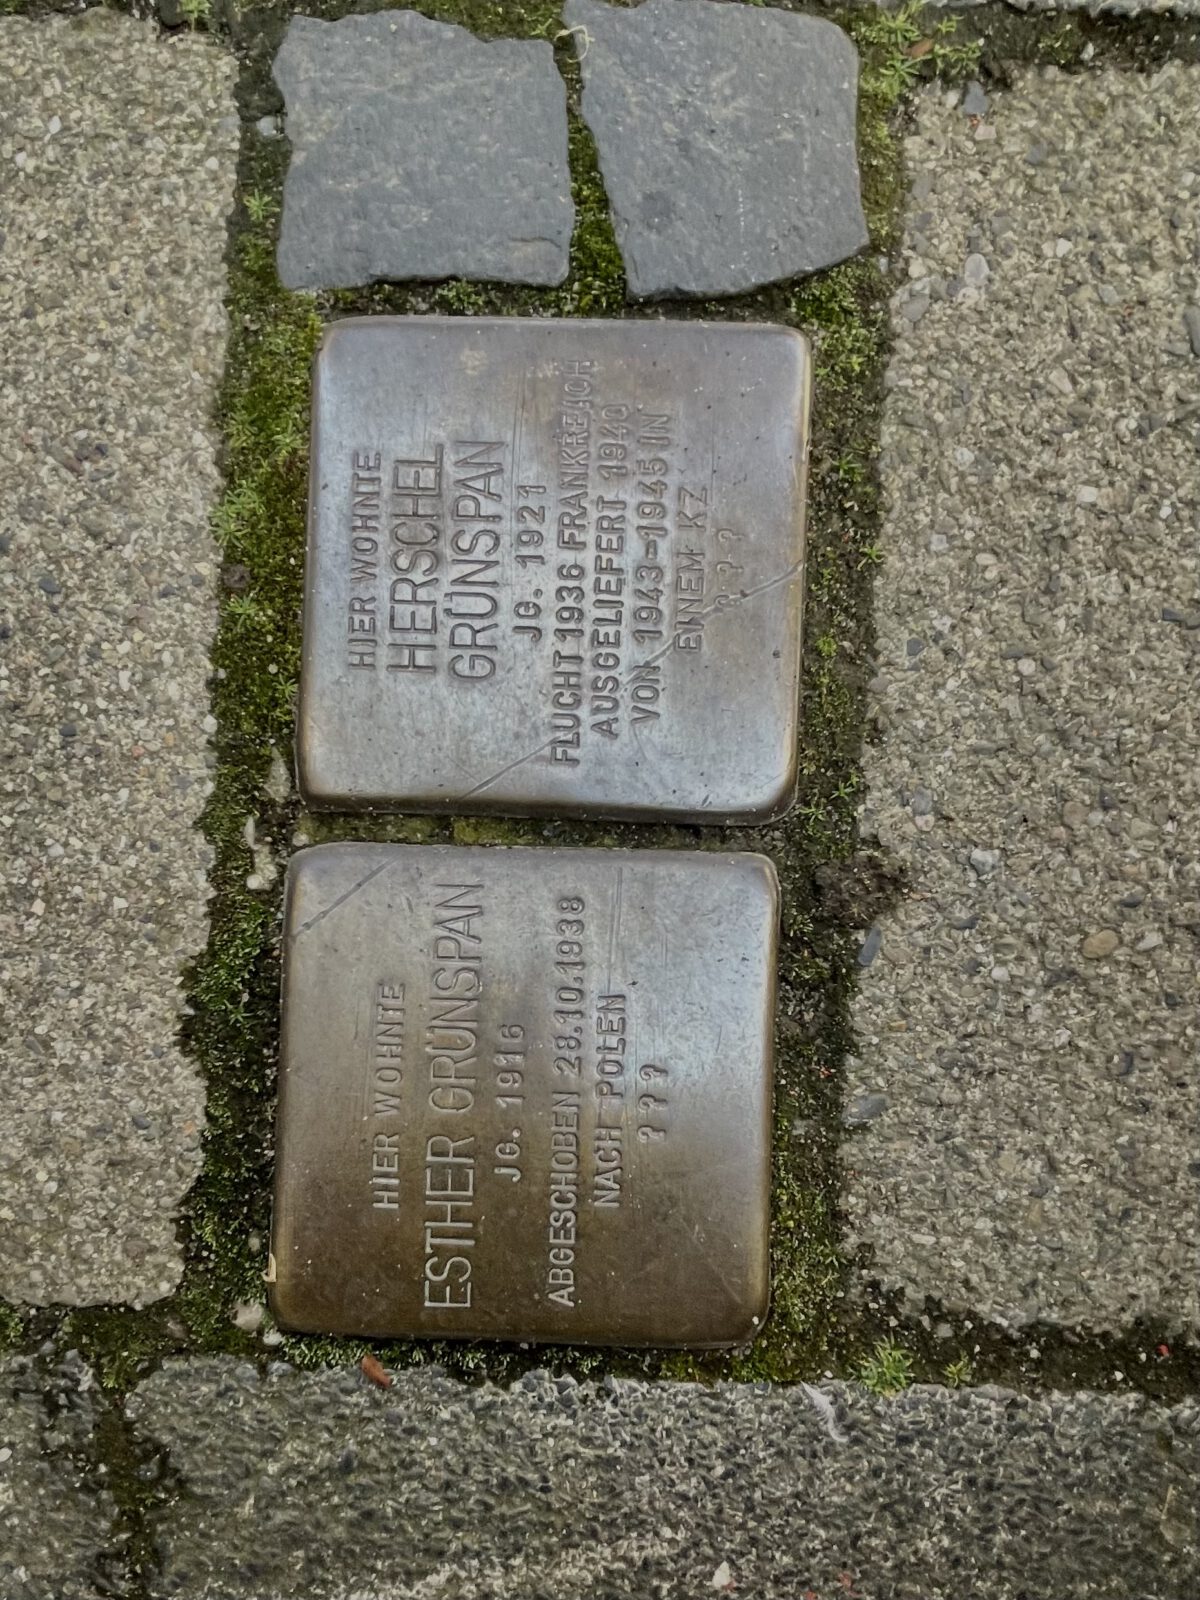 HIER WOHNTE
HERSCHEL
GRÜNSPAN
JG. 1921
FLUCHT 1936 FRANKREICH
AUSGELIEFERT 1940
VON 1943-1945 IN
EINEM KZ
? ? ?
HIER WOHNTE
ESTHER GRÜNSPAN
JG. 1916
ABGESCHOBEN 28.10.1938
NACH POLEN
? ? ?